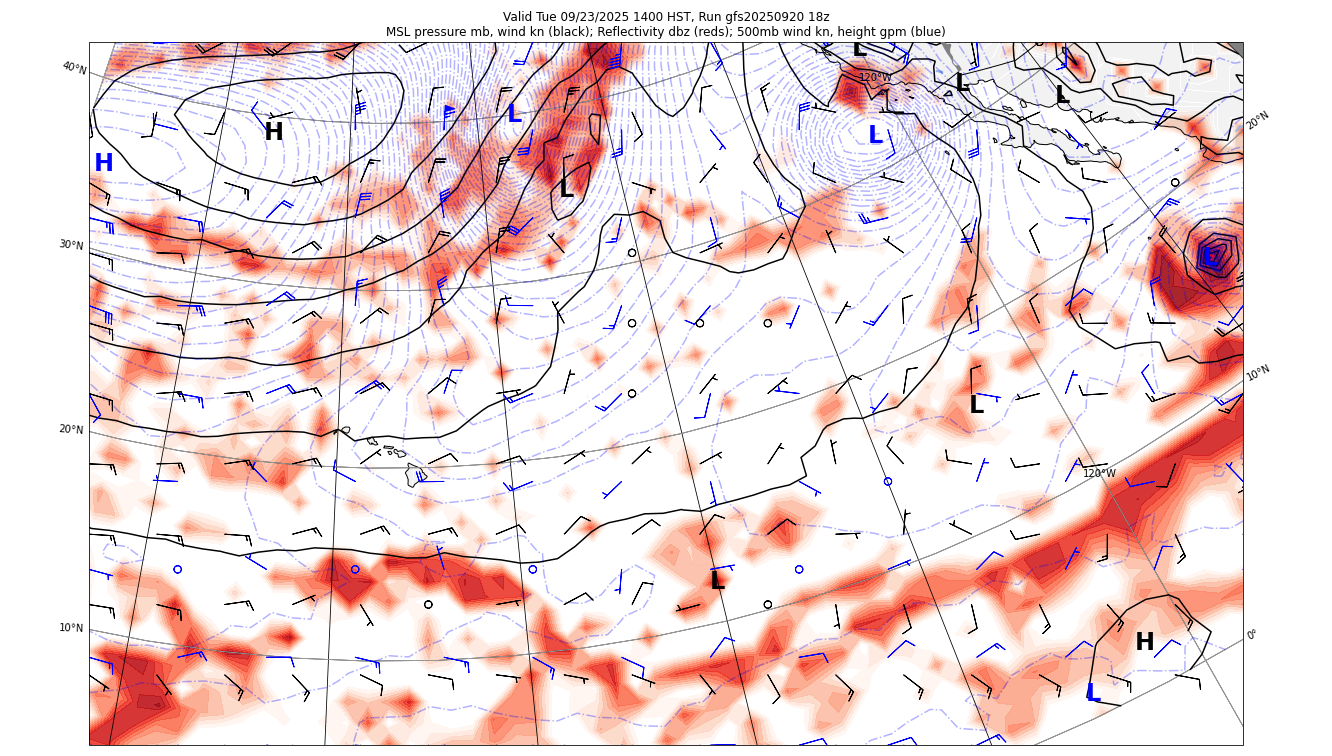 Valid Tue 09/23/2025 1400 HST, Run gfs20250920 18z
MSL pressure mb, wind kn (black); Reflectivity dbz (reds); 500mb wind kn, height gpm (blue)
L
40°N
120°W
L
L
L
20°N
H
L
L
H
L
30°N
L
10°N
L
20°N
120°W
L
10°N
0°
H
L